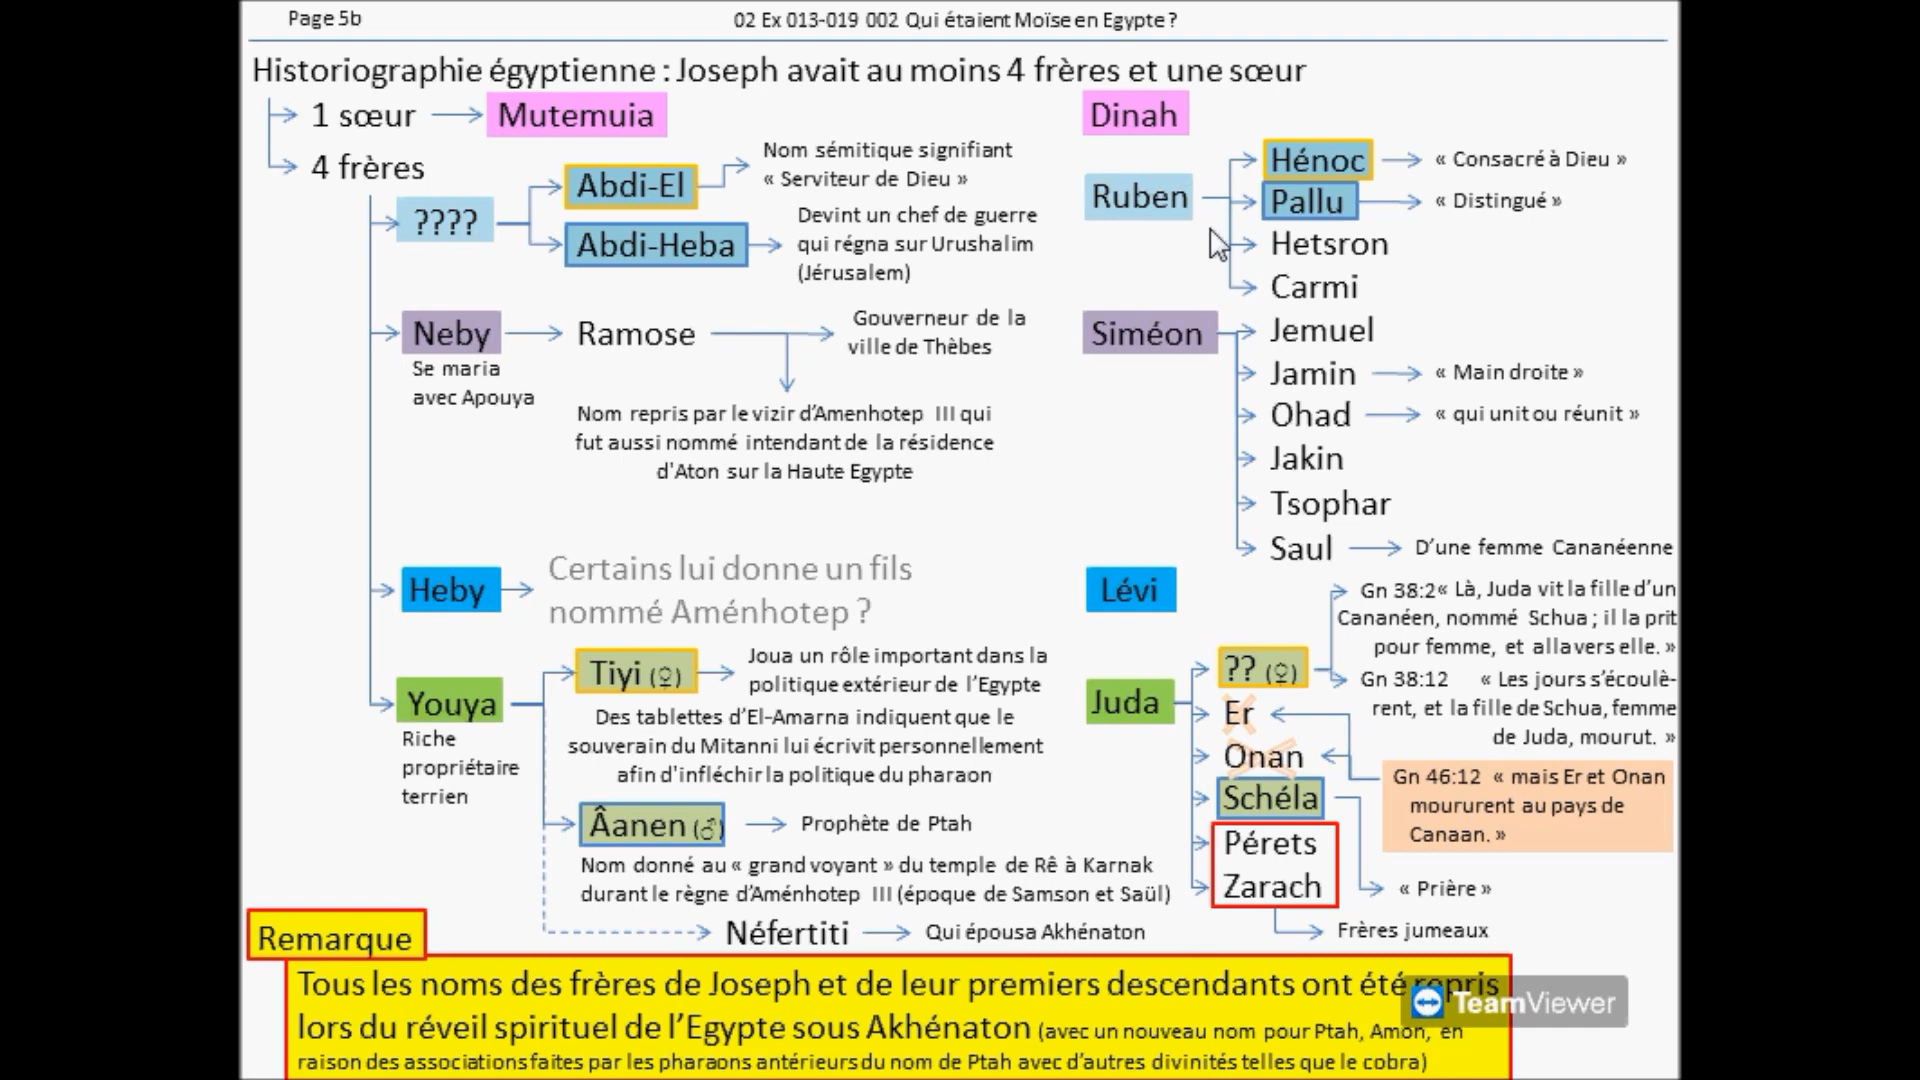 Page 5b
02 Ex 013-019 002 Qui étaient Moïse en Egypte ?
Historiographie égyptienne : Joseph avait au moins 4 frères et une sœur
1 sœur
Mutemuia
4 frères
????
Abdi-El
Nom sémitique signifiant
« Serviteur de Dieu »
Abdi-Heba
Devint un chef de guerre
qui régna sur Urushalim
(Jérusalem)
Neby
Se maria
avec Apouya
Ramose
Gouverneur de la
ville de Thèbes
Nom repris par le vizir d'Amenhotep III qui
fut aussi nommé intendant de la résidence
d'Aton sur la Haute Egypte
Heby
Certains lui donne un fils
nommé Aménhotep ?
Youya
Riche
propriétaire
terrien
Tiyi (♀)
Joua un rôle important dans la
politique extérieur de l'Egypte
Des tablettes d'El-Amarna indiquent que le
souverain du Mitanni lui écrivit personnellement
afin d'infléchir la politique du pharaon
Âanen (♂)
Prophète de Ptah
Nom donné au « grand voyant » du temple de Rê à Karnak
durant le règne d'Aménhotep III (époque de Samson et Saül)
Néfertiti
Qui épousa Akhénaton
Dinah
Ruben
Hénoc
« Consacré à Dieu »
Pallu
« Distingué »
Hetsron
Carmi
Siméon
Jemuel
Jamin
« Main droite »
Ohad
« qui unit ou réunit »
Jakin
Tsophar
Saul
D'une femme Cananéenne
Lévi
Juda
?? (♀)
Gn 38:2 « Là, Juda vit la fille d'un
Cananéen, nommé Schua ; il la prit
pour femme, et alla vers elle. »
Gn 38:12 « Les jours s'écoulè-
rent, et la fille de Schua, femme
de Juda, mourut. »
Er
Onan
Gn 46:12 « mais Er et Onan
moururent au pays de
Canaan. »
Schéla
« Prière »
Pérets
Zarach
Frères jumeaux
Remarque
Tous les noms des frères de Joseph et de leur premiers descendants ont été repris
lors du réveil spirituel de l'Egypte sous Akhénaton (avec un nouveau nom pour Ptah, Amon, en
raison des associations faites par les pharaons antérieurs du nom de Ptah avec d'autres divinités telles que le cobra)
TeamViewer